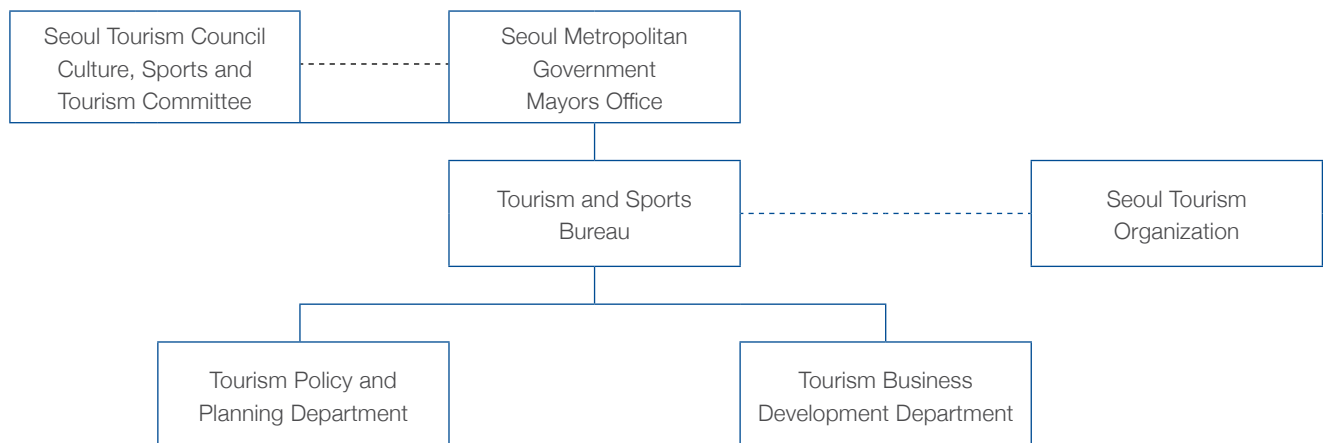 Seoul Tourism Council
Culture, Sports and
Tourism Committee
Seoul Metropolitan
Government
Mayors Office
Tourism and Sports
Bureau
Seoul Tourism
Organization
Tourism Policy and
Planning Department
Tourism Business
Development Department